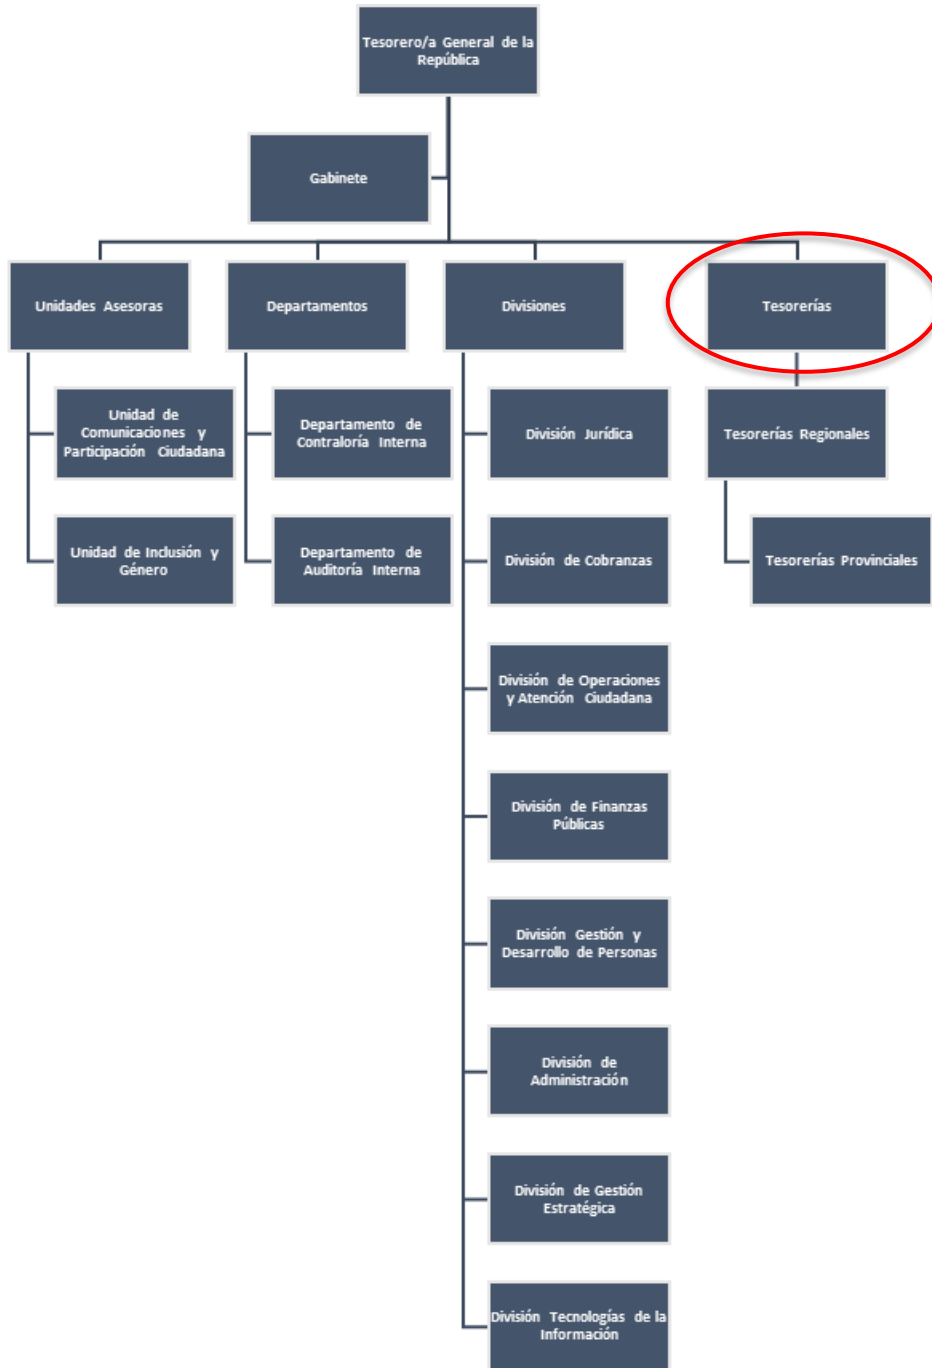 Tesorero/a General de la
República
Gabinete
Unidades Asesoras
Departamentos
Divisiones
Tesorerías
Unidad de
Comunicaciones y
Participación Ciudadana
Departamento de
Contraloría Interna
División Jurídica
Tesorerías Regionales
Unidad de Inclusión y
Género
Departamento de
Auditoría Interna
División de Cobranzas
Tesorerías Provinciales
División de Operaciones
y Atención Ciudadana
División de Finanzas
Públicas
División Gestión y
Desarrollo de Personas
División de
Administración
División de Gestión
Estratégica
División Tecnologías de la
Información